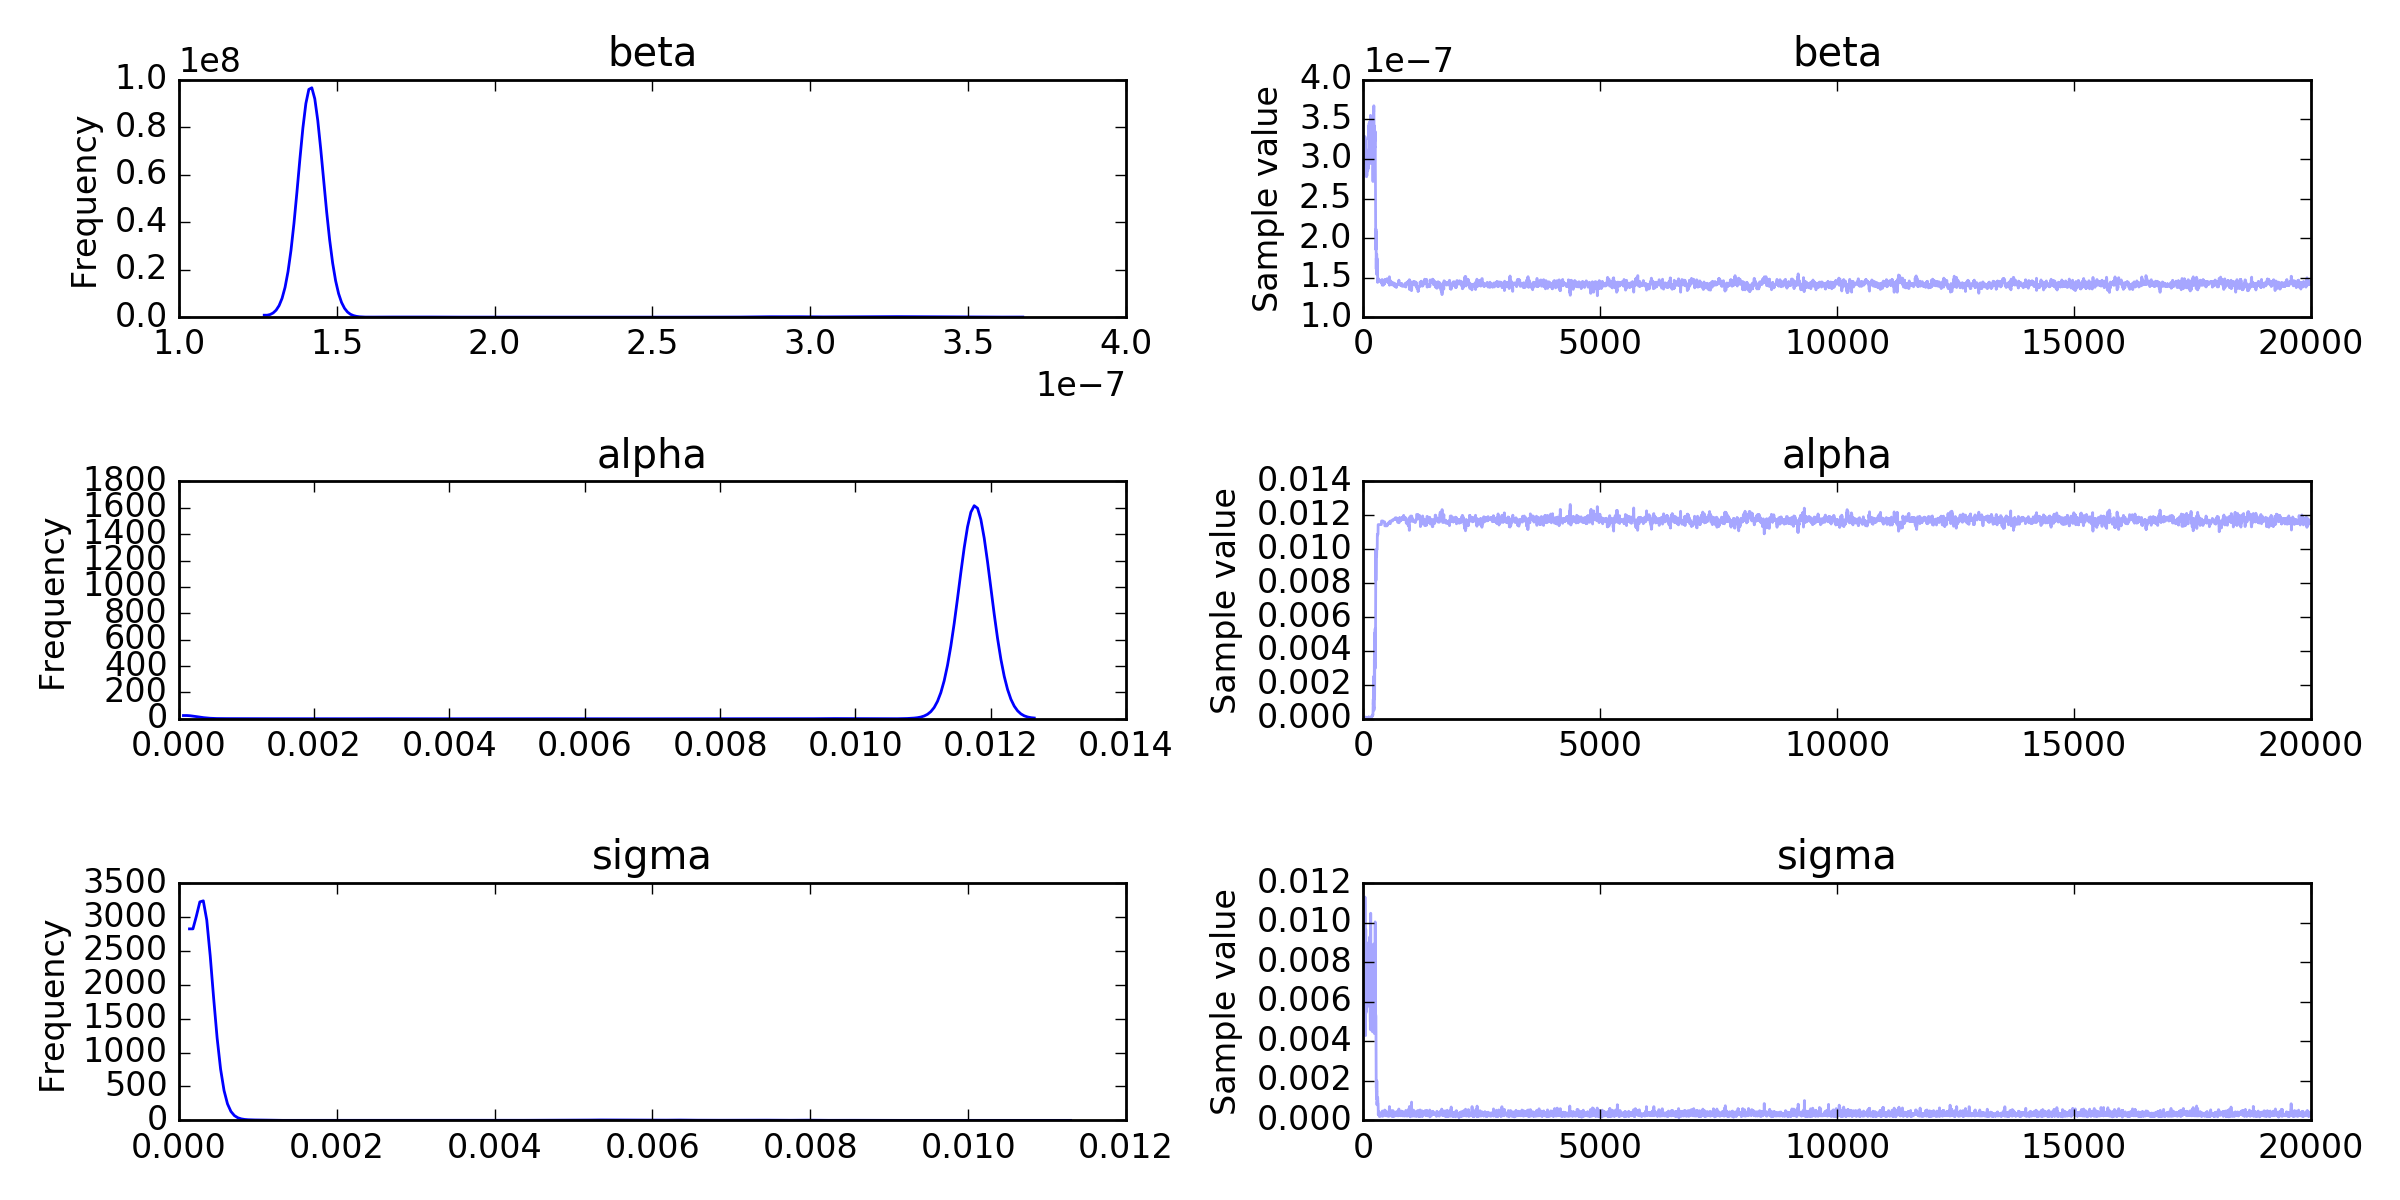 beta
1e8
Frequency
1.0
0.8
0.6
0.4
0.2
0.0
1.0 1.5 2.0 2.5 3.0 3.5 4.0
1e−7
beta
1e−7
Sample value
4.0
3.5
3.0
2.5
2.0
1.5
1.0
0 5000 10000 15000 20000
alpha
Frequency
1800
1600
1400
1200
1000
800
600
400
200
0
0.000 0.002 0.004 0.006 0.008 0.010 0.012 0.014
alpha
Sample value
0.014
0.012
0.010
0.008
0.006
0.004
0.002
0.000
0 5000 10000 15000 20000
sigma
Frequency
3500
3000
2500
2000
1500
1000
500
0
0.000 0.002 0.004 0.006 0.008 0.010 0.012
sigma
Sample value
0.012
0.010
0.008
0.006
0.004
0.002
0.000
0 5000 10000 15000 20000